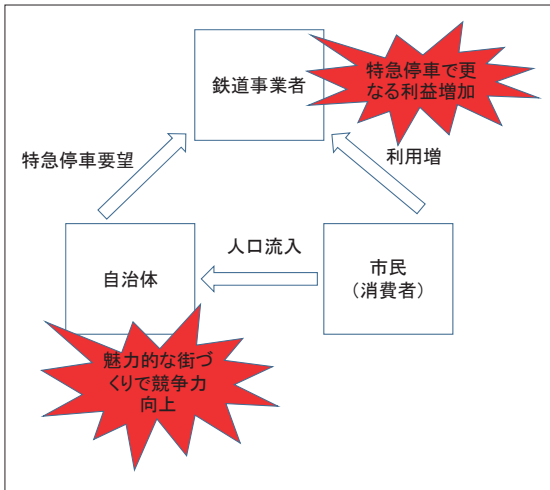 鉄道事業者
特急停車で更
なる利益増加
特急停車要望
利用増
人口流入
自治体
市民
（消費者）
魅力的な街づ
くりで競争力
向上